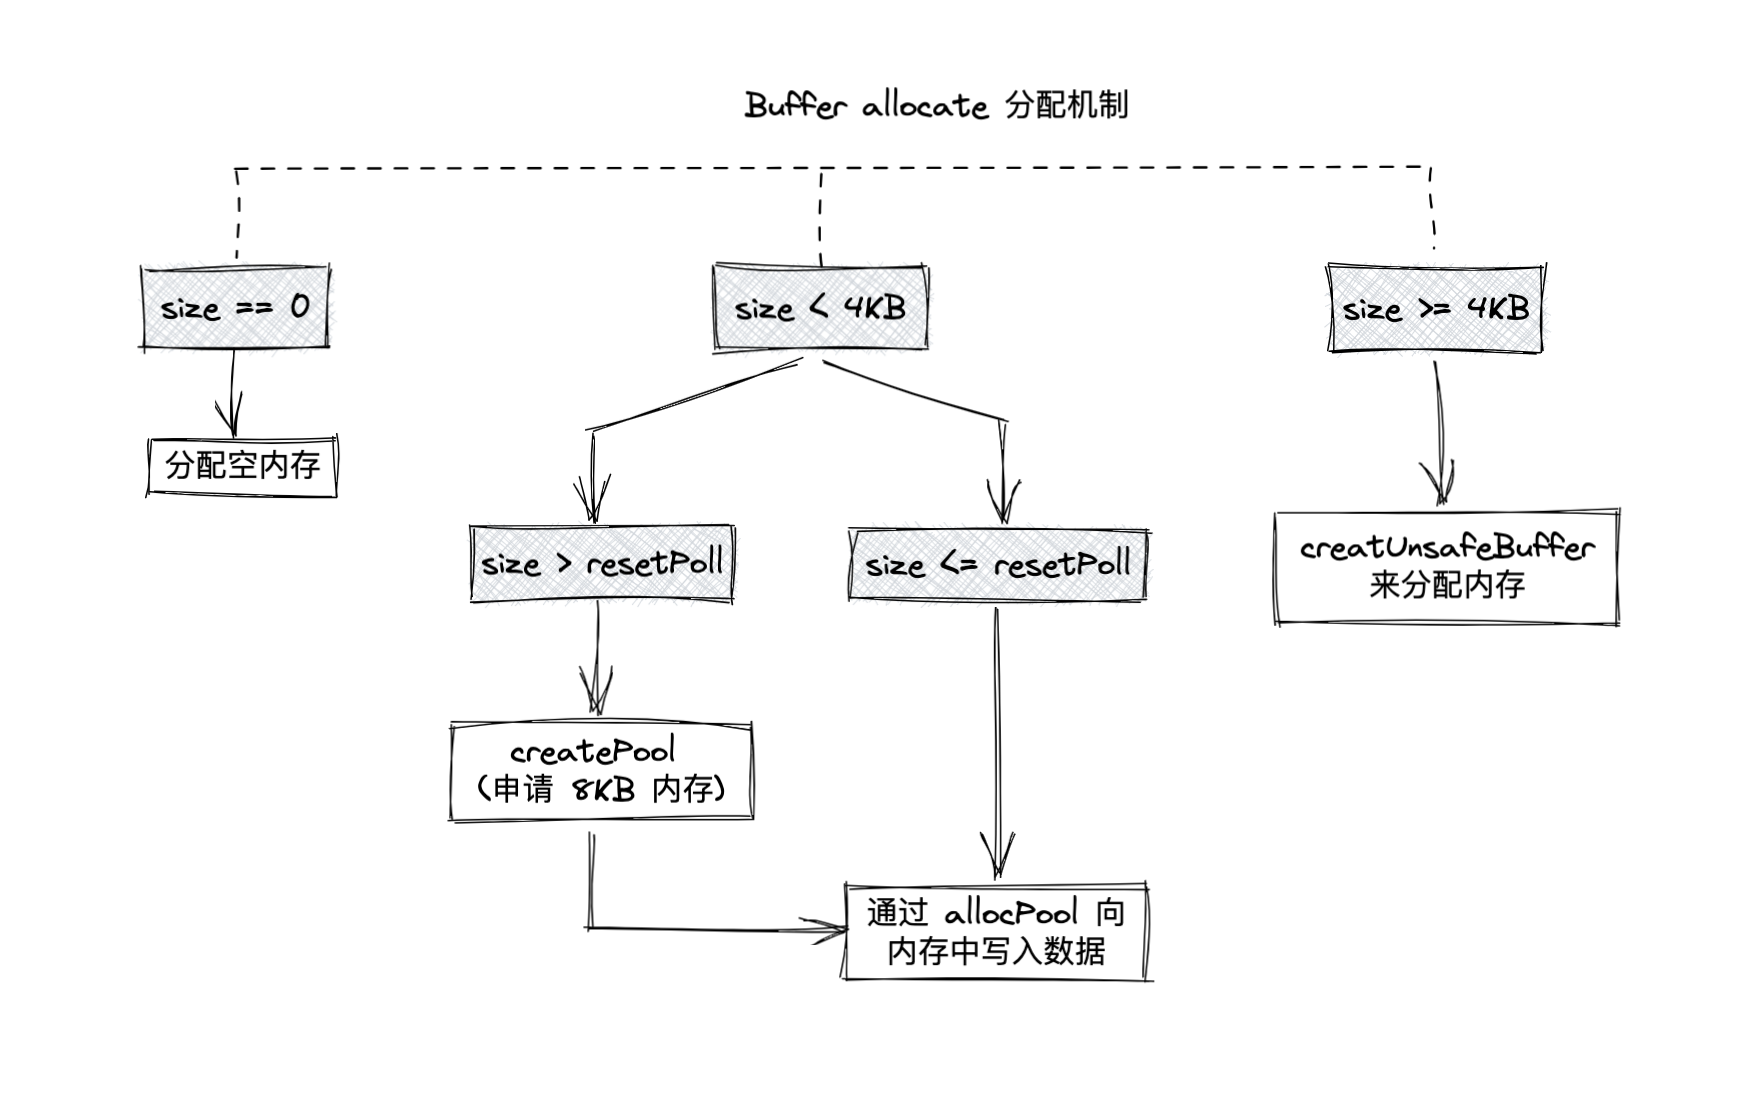 Buffer allocate 分配机制
size == 0
size < 4KB
size >= 4KB
分配空内存
size > resetPoll
size <= resetPoll
creatUnsafeBuffer
来分配内存
createPool
(申请 8KB 内存)
通过 allocPool 向
内存中写入数据